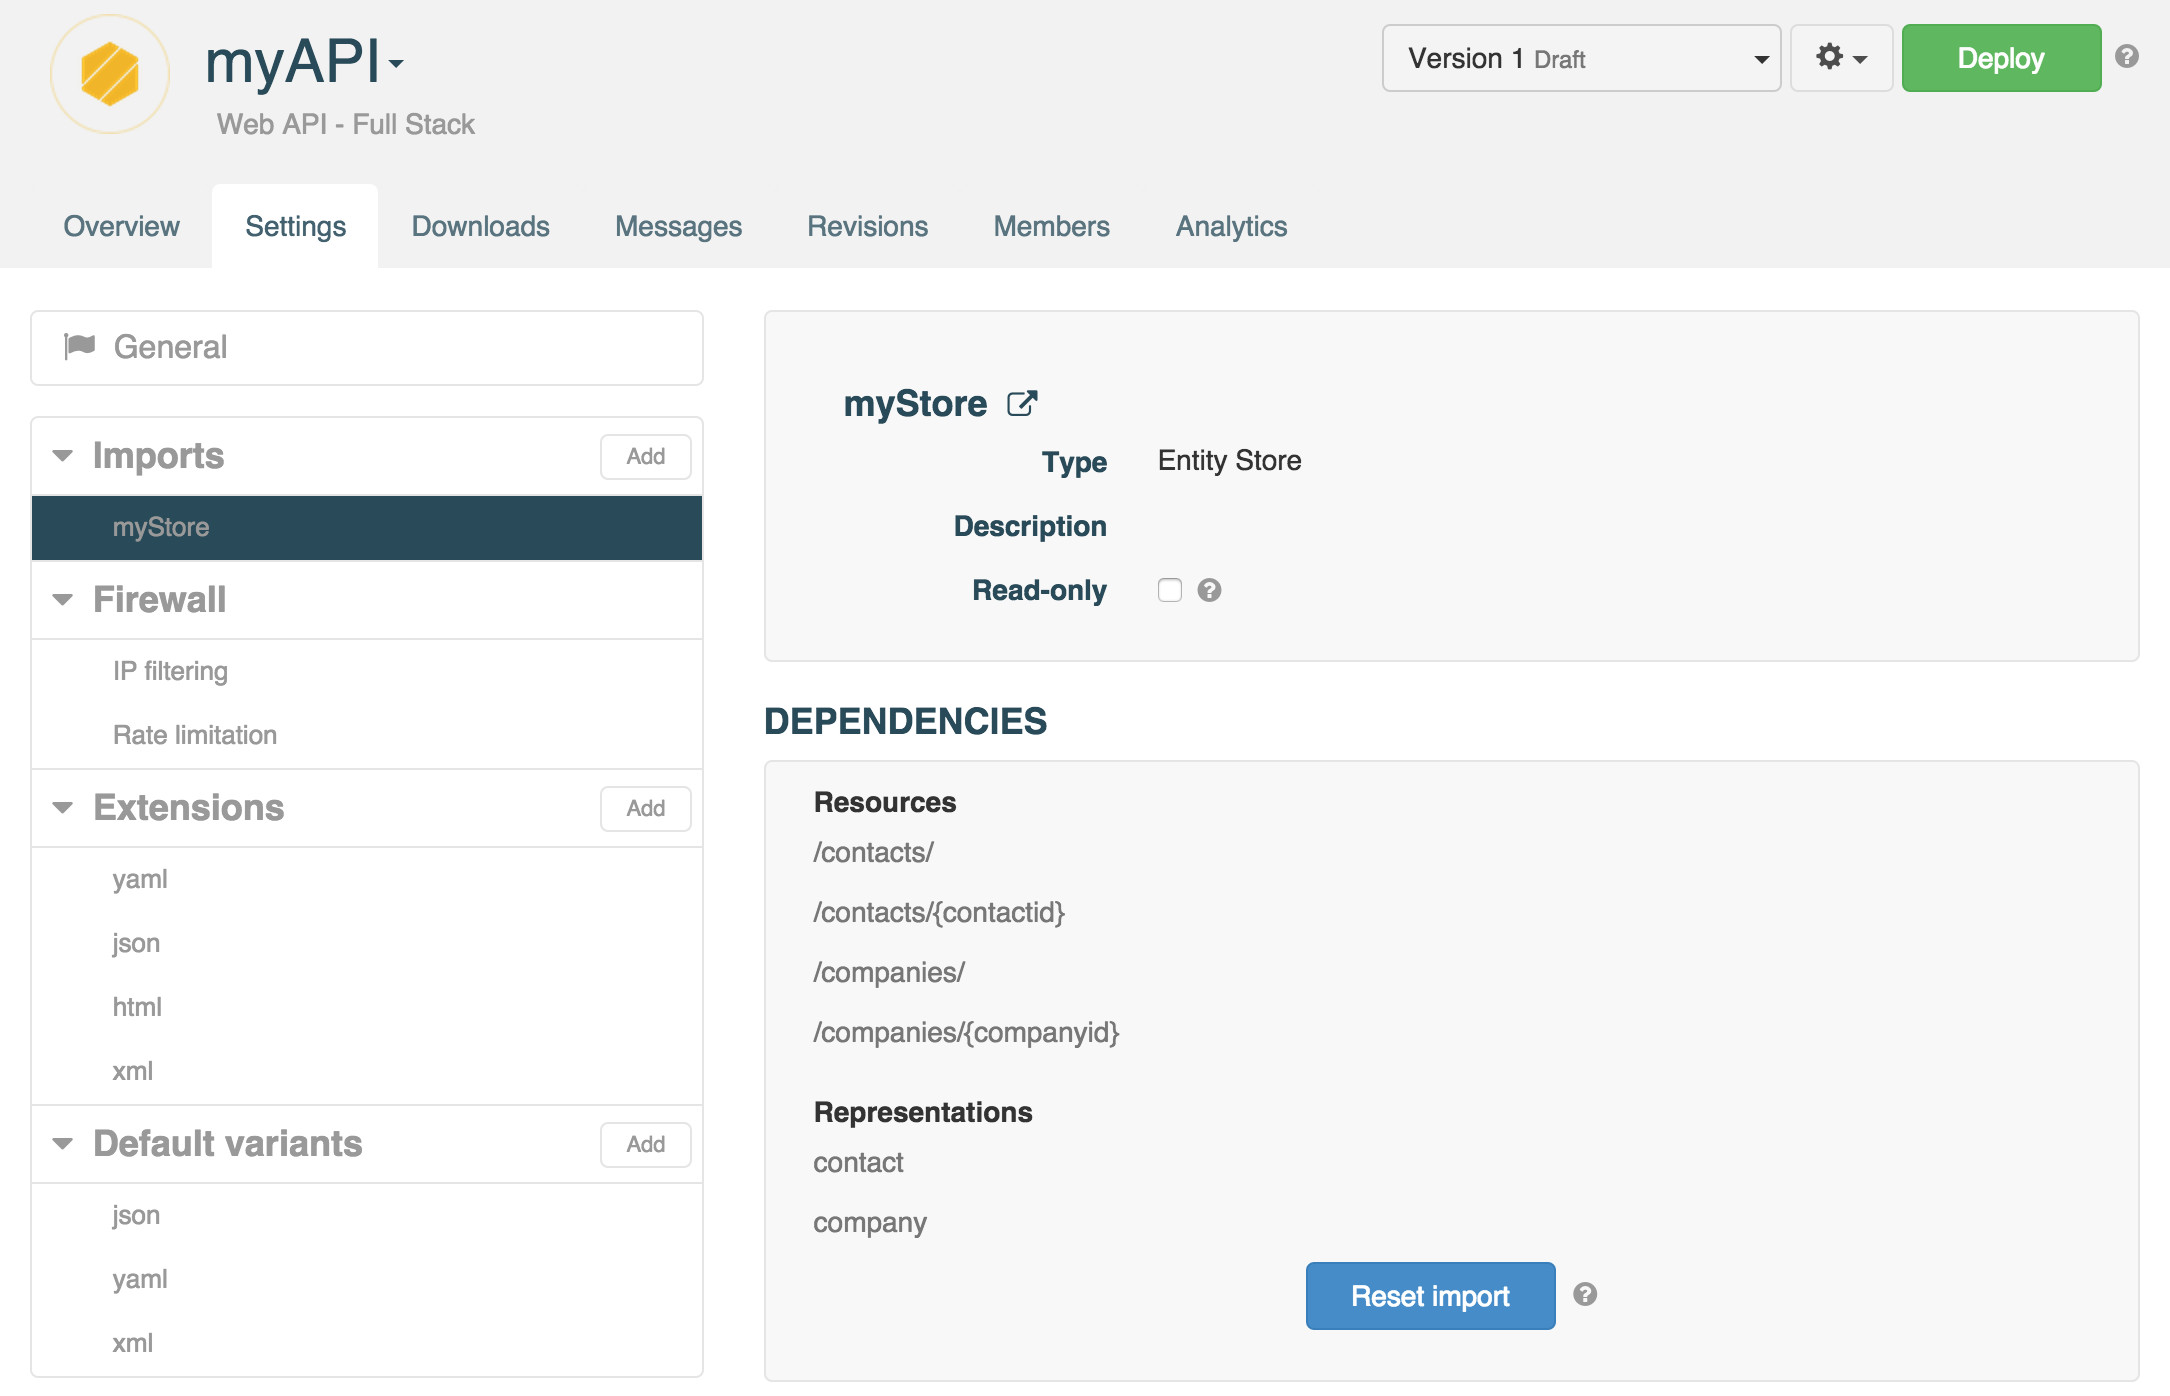 myAPI
Web API - Full Stack
Version 1 Draft
Deploy
Overview
Settings
Downloads
Messages
Revisions
Members
Analytics
General
Imports
Add
myStore
Firewall
IP filtering
Rate limitation
Extensions
Add
yaml
json
html
xml
Default variants
Add
json
yaml
xml
myStore
Type Entity Store
Description
Read-only
DEPENDENCIES
Resources
/contacts/
/contacts/{contactid}
/companies/
/companies/{companyid}
Representations
contact
company
Reset import